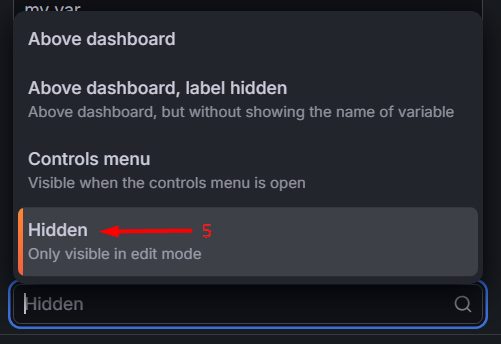 my var
Above dashboard
Above dashboard, label hidden
Above dashboard, but without showing the name of variable
Controls menu
Visible when the controls menu is open
Hidden 5
Only visible in edit mode
Hidden